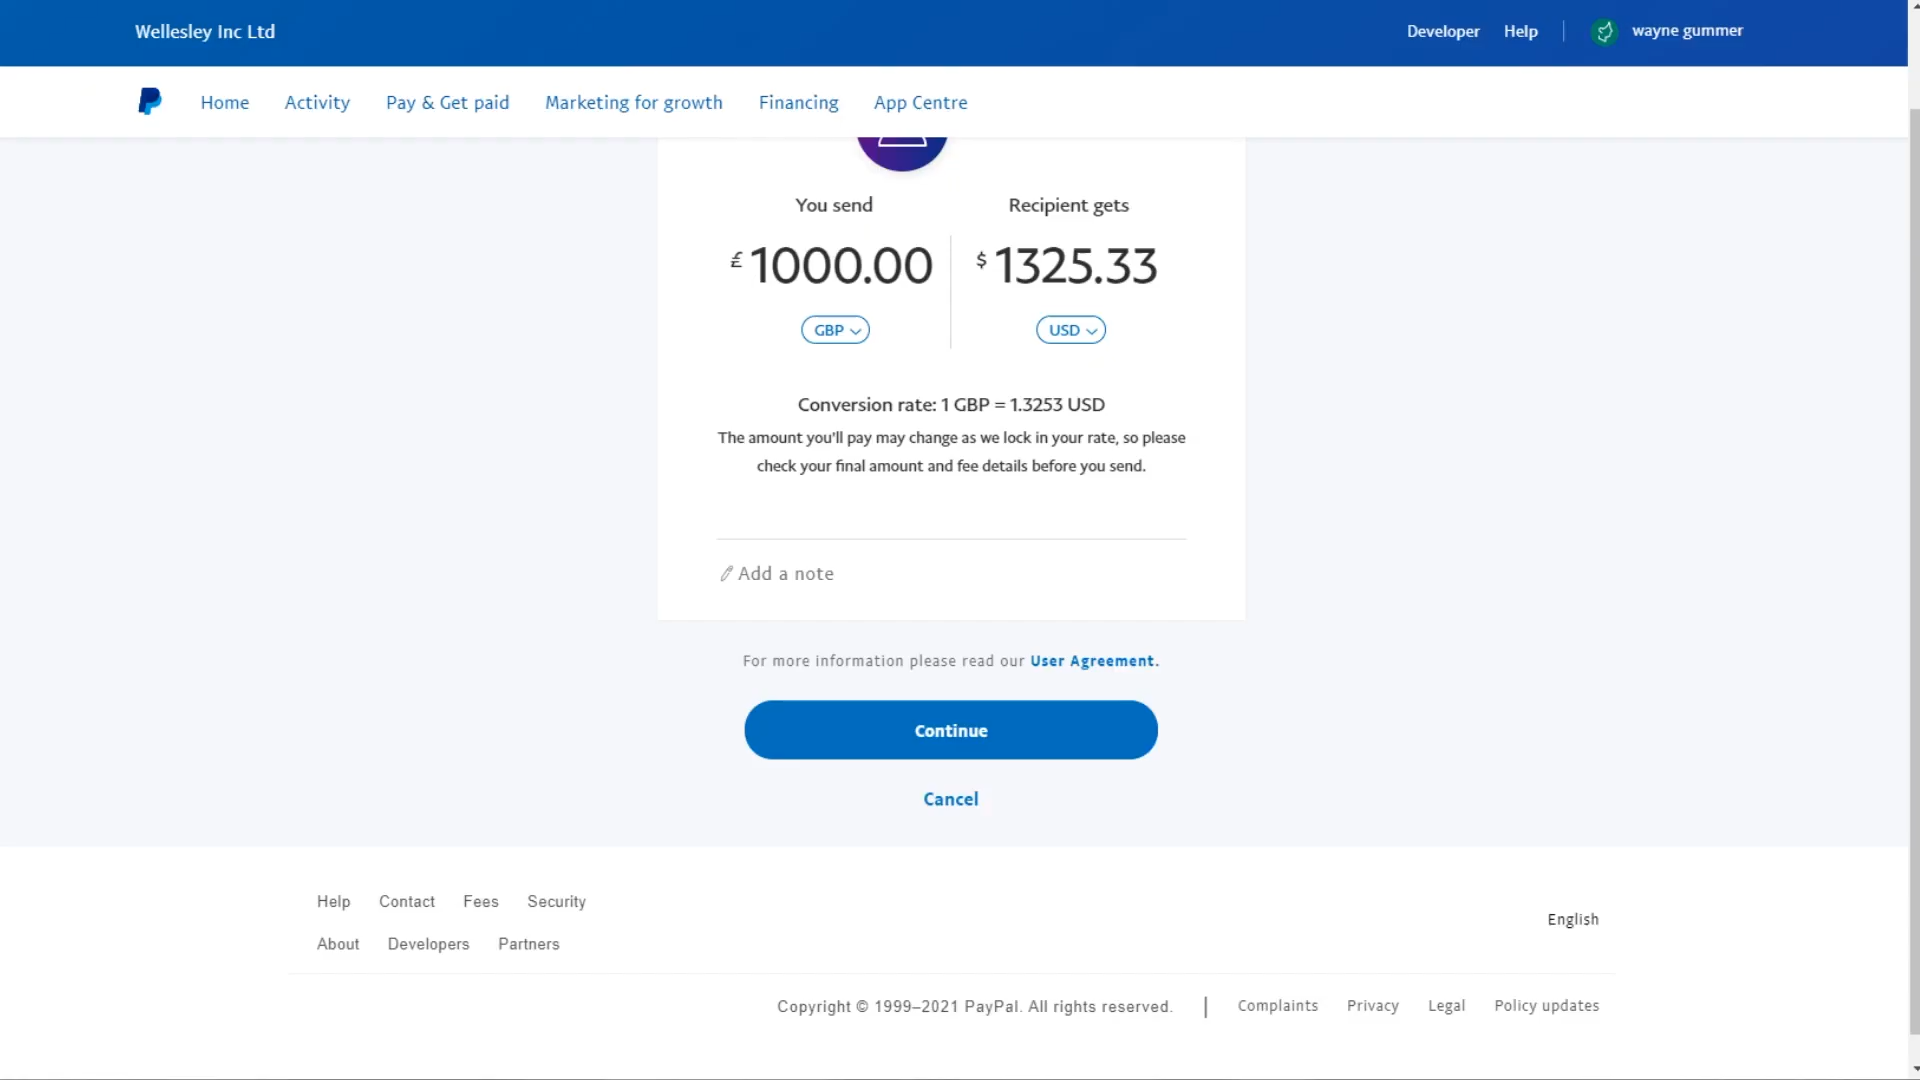 Wellesley Inc Ltd
Developer Help wayne gummer
Home Activity Pay & Get paid Marketing for growth Financing App Centre
You send Recipient gets
£ 1000.00 $ 1325.33
GBP USD
Conversion rate: 1 GBP = 1.3253 USD
The amount you'll pay may change as we lock in your rate, so please
check your final amount and fee details before you send.
Add a note
For more information please read our User Agreement.
Continue
Cancel
Help Contact Fees Security
English
About Developers Partners
Copyright © 1999–2021 PayPal. All rights reserved. | Complaints Privacy Legal Policy updates